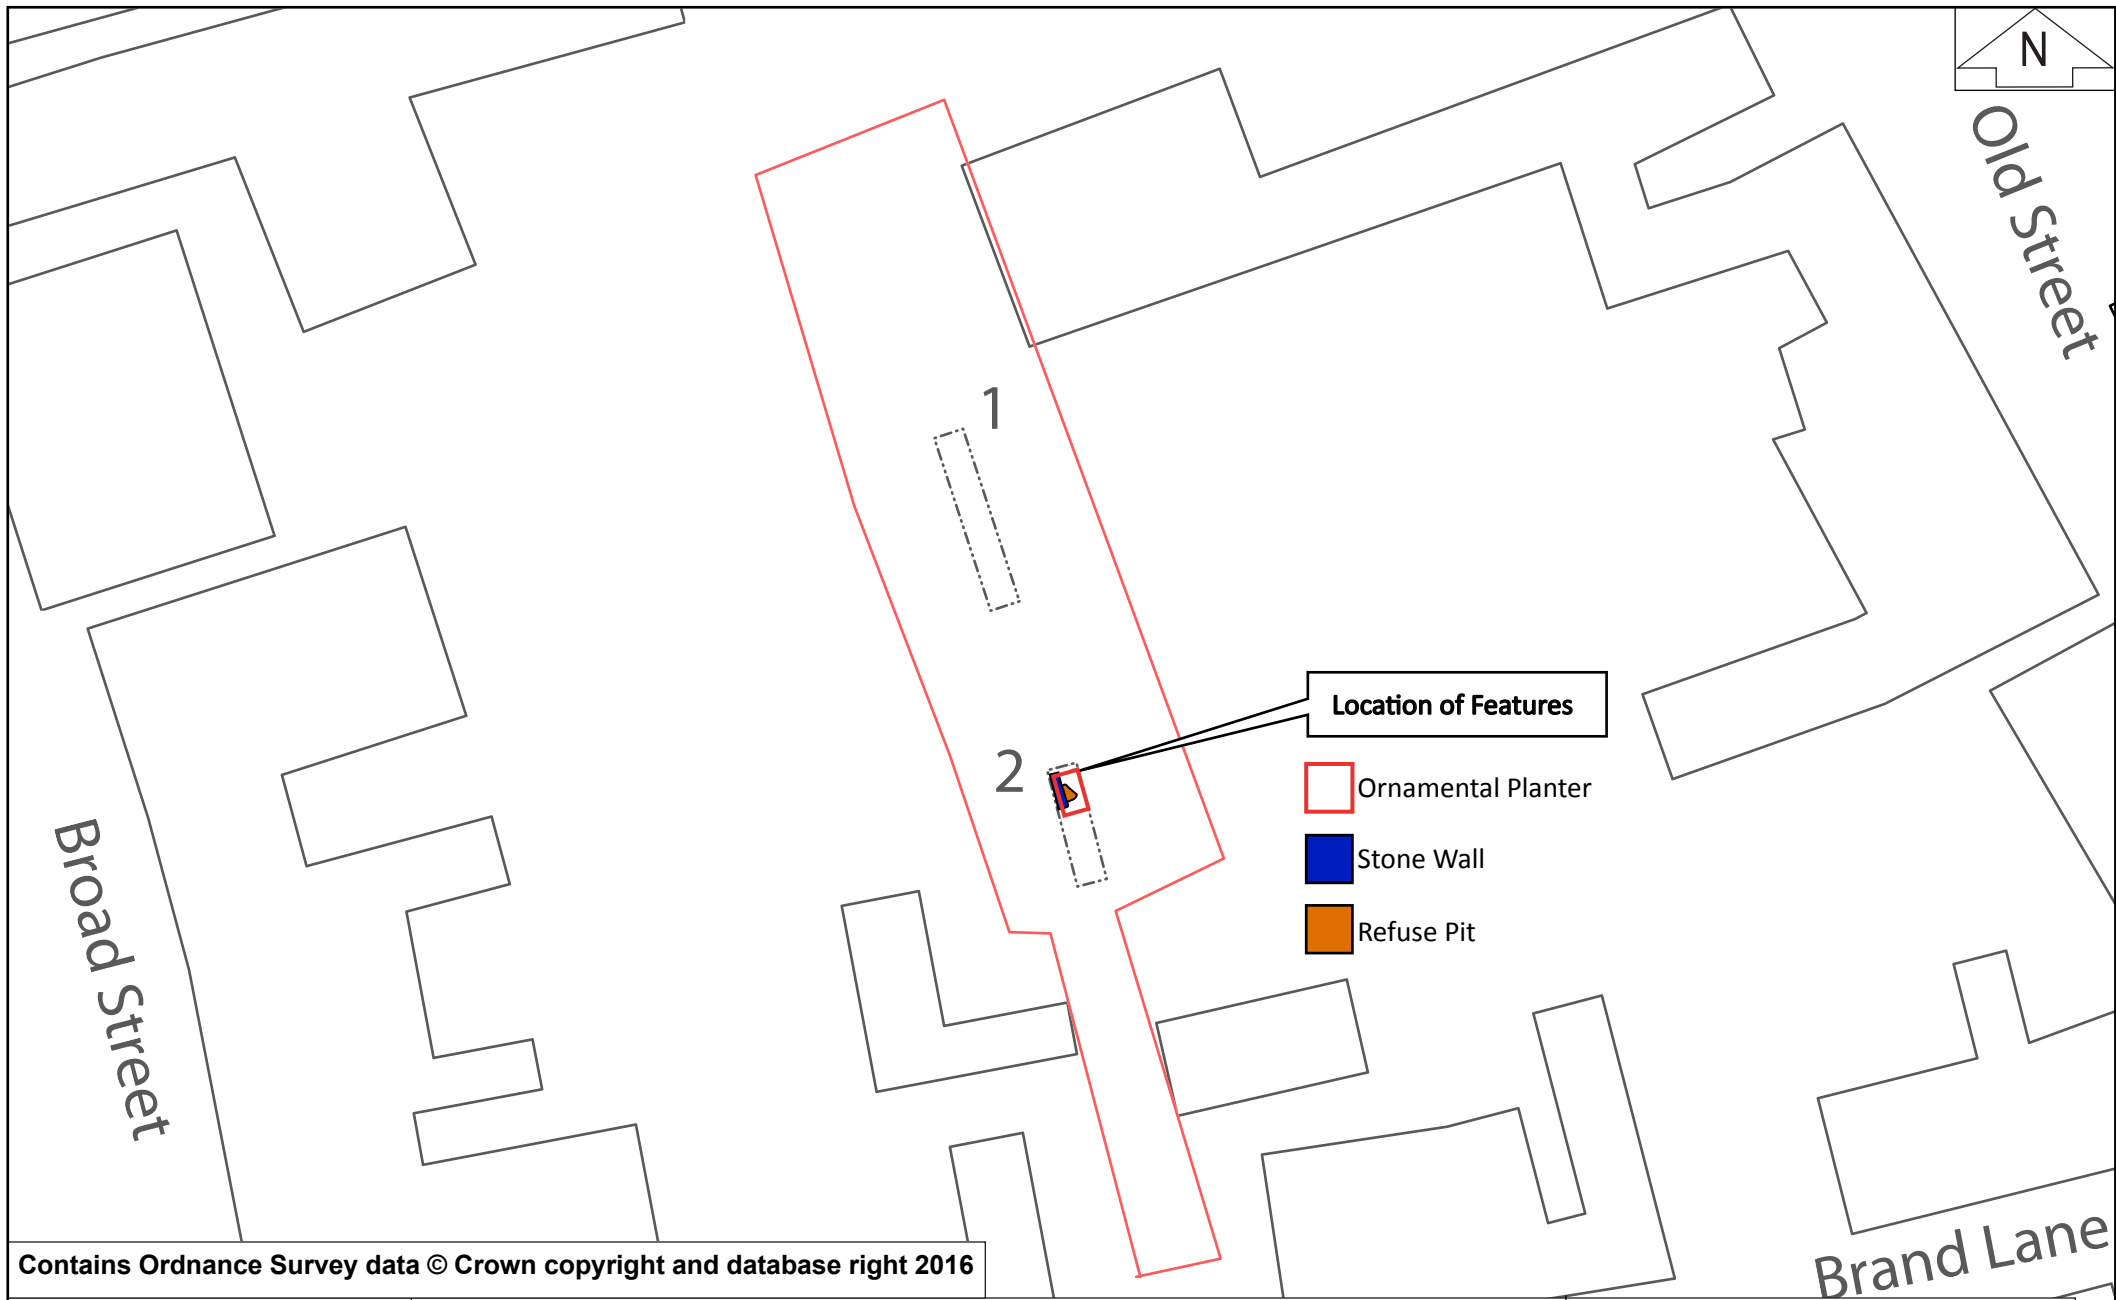 N
Old Street
1
Location of Features
2
Ornamental Planter
Stone Wall
Refuse Pit
Broad Street
Brand Lane
Contains Ordnance Survey data © Crown copyright and database right 2016